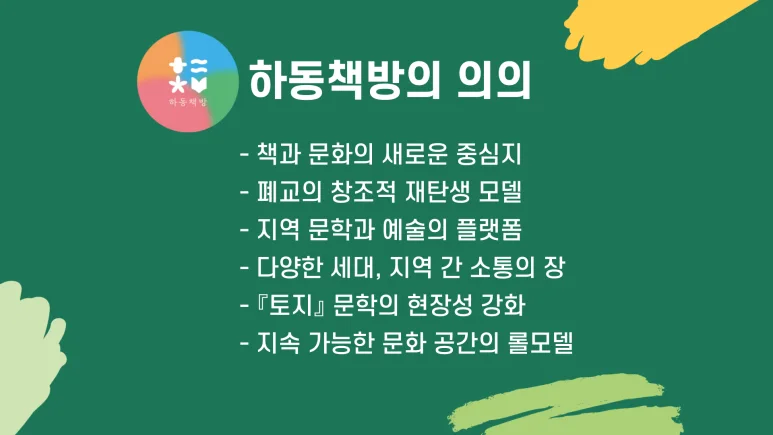 하동책방의 의의
하동책방
- 책과 문화의 새로운 중심지
- 폐교의 창조적 재탄생 모델
- 지역 문학과 예술의 플랫폼
- 다양한 세대, 지역 간 소통의 장
- 『토지』 문학의 현장성 강화
- 지속 가능한 문화 공간의 롤모델